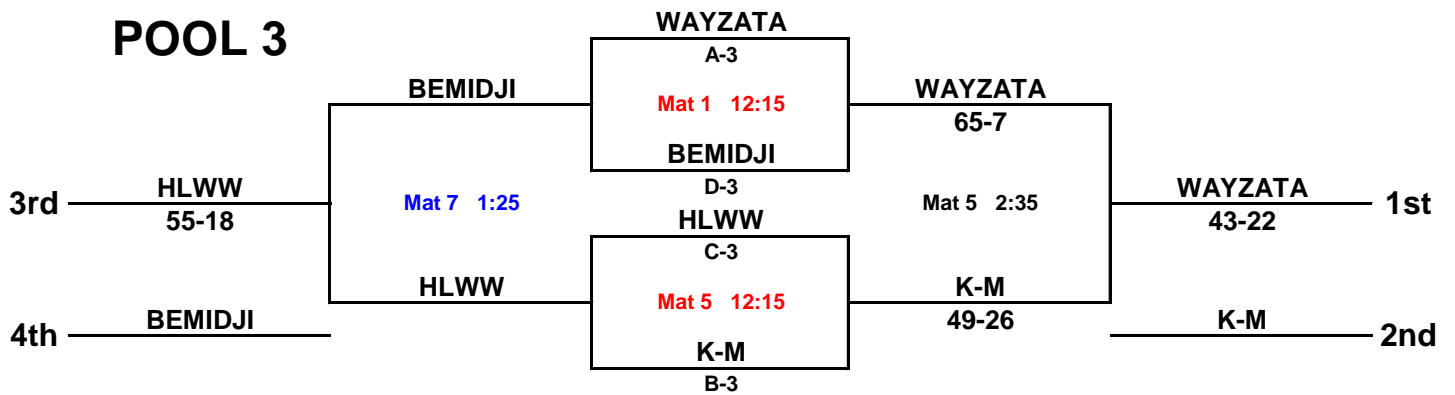 POOL 3
WAYZATA
A-3
BEMIDJI
Mat 1 12:15
WAYZATA
65-7
BEMIDJI
D-3
3rd
HLWW
55-18
Mat 7 1:25
HLWW
C-3
Mat 5 2:35
WAYZATA
43-22
1st
HLWW
Mat 5 12:15
K-M
49-26
4th
BEMIDJI
K-M
B-3
K-M
2nd